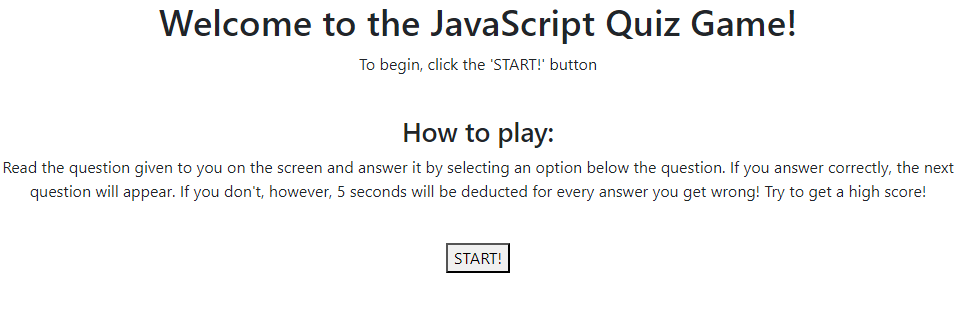 Welcome to the JavaScript Quiz Game!
To begin, click the 'START!' button
How to play:
Read the question given to you on the screen and answer it by selecting an option below the question. If you answer correctly, the next
question will appear. If you don't, however, 5 seconds will be deducted for every answer you get wrong! Try to get a high score!
START!